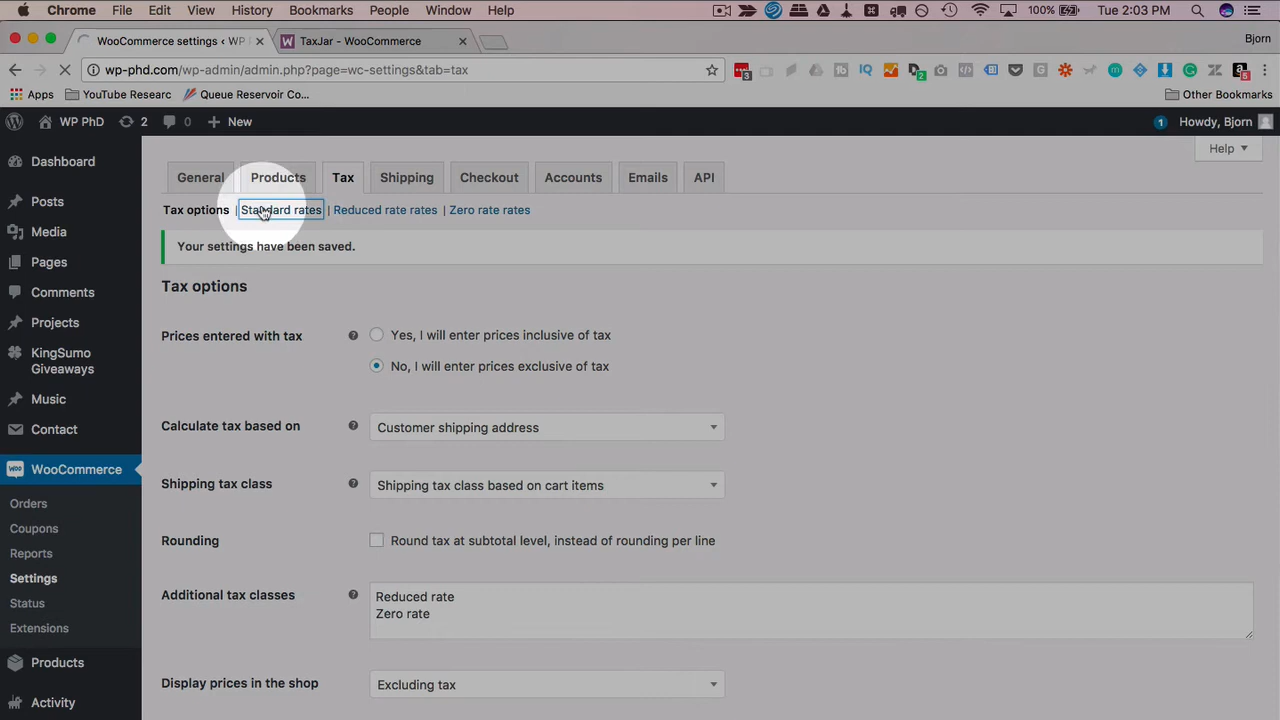 Chrome File Edit View History Bookmarks People Window Help 100% Tue 2:03 PM
WooCommerce settings ‹ WP TaxJar - WooCommerce Bjorn
wp-phd.com/wp-admin/admin.php?page=wc-settings&tab=tax
Apps YouTube Researc Queue Reservoir Co... Other Bookmarks
WP PhD 2 0 New 1 Howdy, Bjorn
Help
Dashboard
Posts
Media
Pages
Comments
Projects
KingSumo
Giveaways
Music
Contact
WooCommerce
Orders
Coupons
Reports
Settings
Status
Extensions
Products
Activity
General Products Tax Shipping Checkout Accounts Emails API
Tax options | Standard rates | Reduced rate rates | Zero rate rates
Your settings have been saved.
Tax options
Prices entered with tax Yes, I will enter prices inclusive of tax
No, I will enter prices exclusive of tax
Calculate tax based on Customer shipping address
Shipping tax class Shipping tax class based on cart items
Rounding Round tax at subtotal level, instead of rounding per line
Additional tax classes Reduced rate
Zero rate
Display prices in the shop Excluding tax